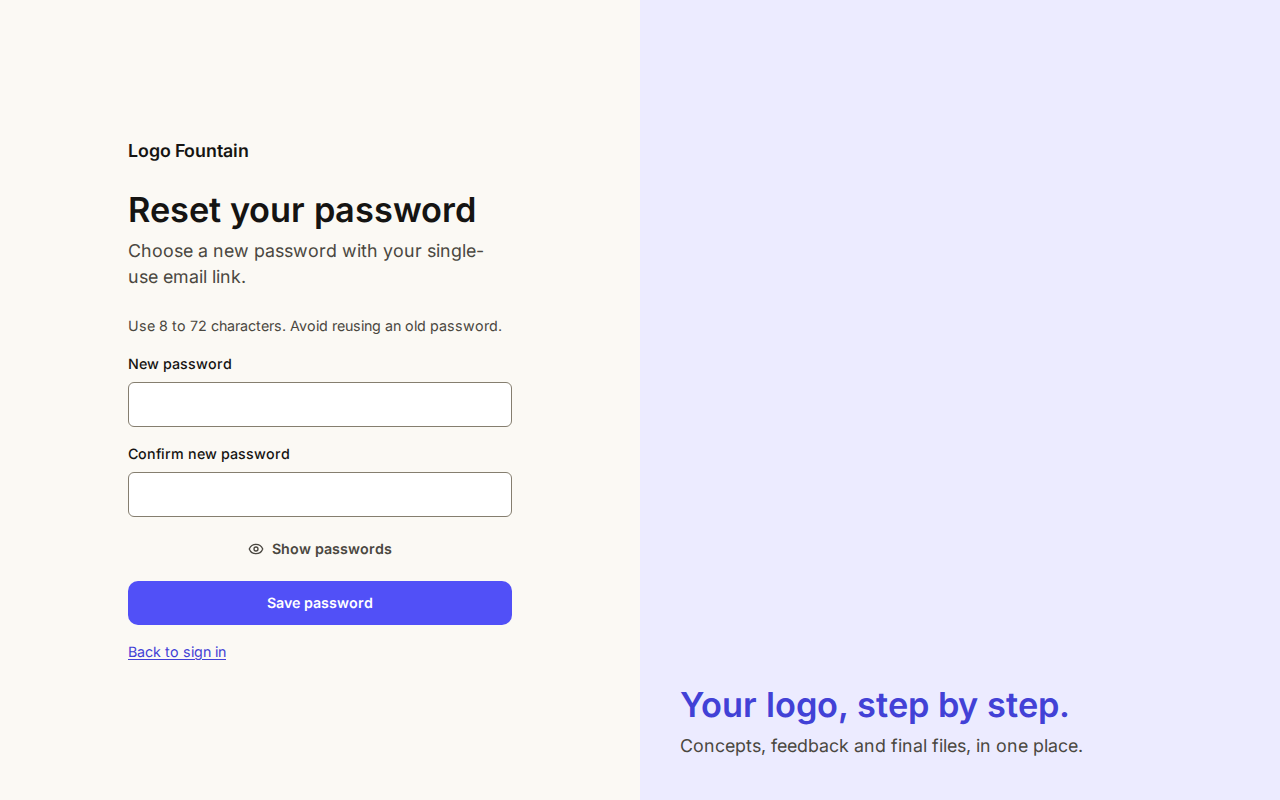 Logo Fountain
Reset your password
Choose a new password with your single-
use email link.
Use 8 to 72 characters. Avoid reusing an old password.
New password
Confirm new password
Show passwords
Save password
Back to sign in
Your logo, step by step.
Concepts, feedback and final files, in one place.